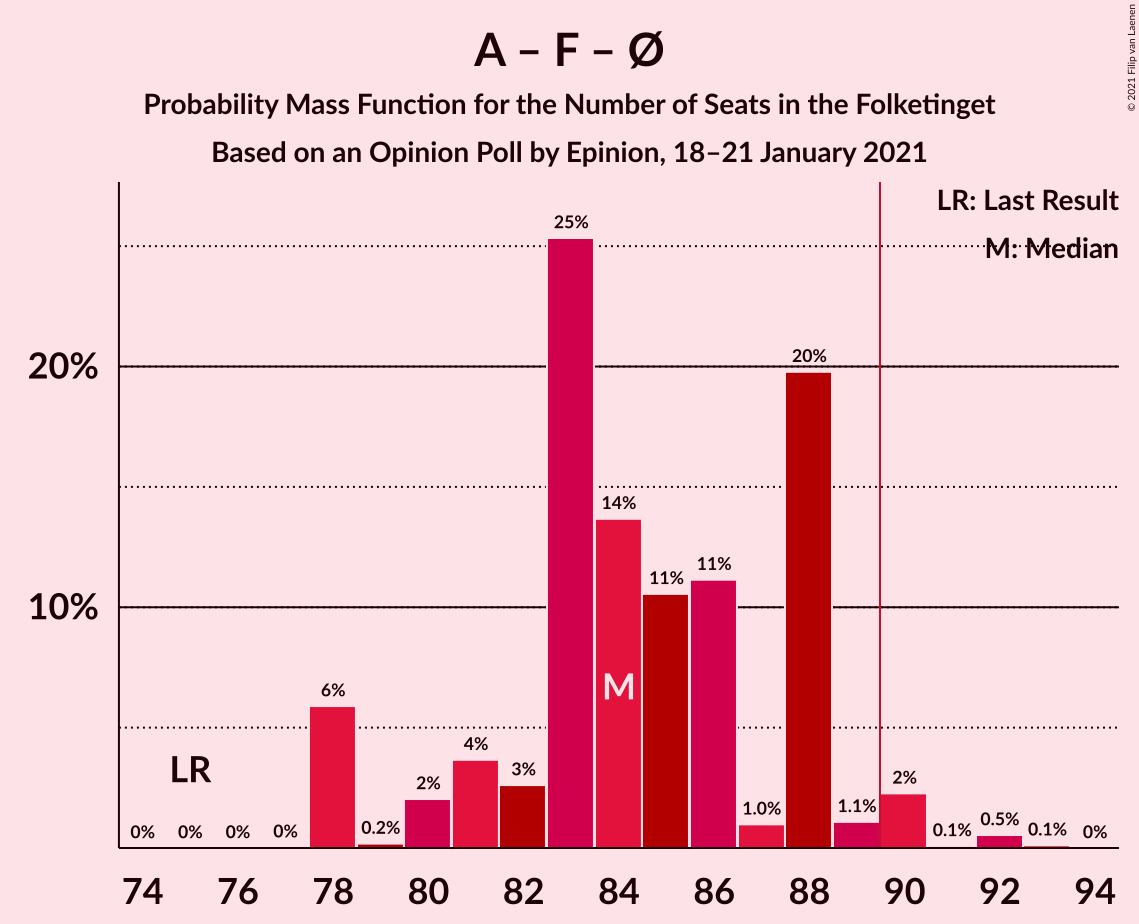 A – F – Ø
Probability Mass Function for the Number of Seats in the Folketinget
Based on an Opinion Poll by Epinion, 18–21 January 2021
© 2021 Filip van Laenen
LR: Last Result
M: Median
25%
20%
20%
14%
11%
11%
10%
M
6%
LR
4%
3%
2%
0%
0%
0%
0%
0.2%
1.0%
1.1%
2%
0.1%
0.5%
0.1%
0%
74 76 78 80 82 84 86 88 90 92 94